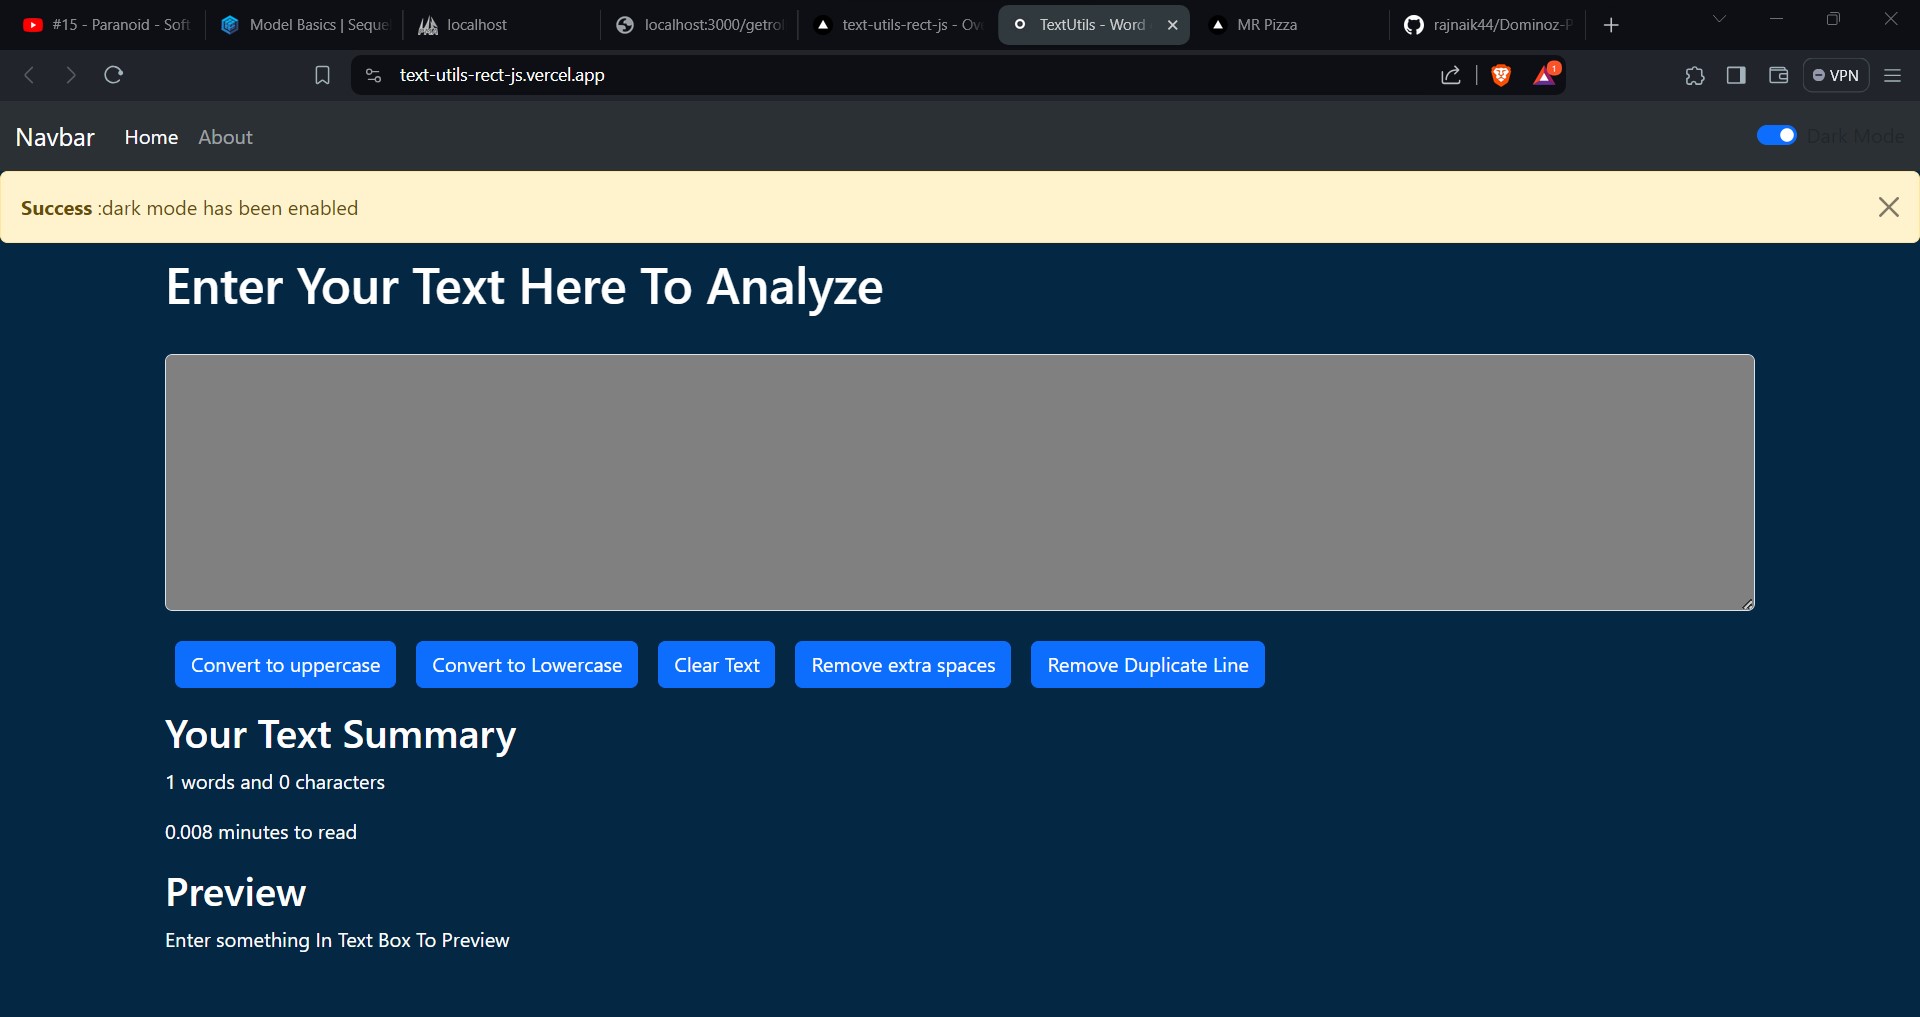 #15 - Paranoid - Soft
Model Basics | Seque
localhost
localhost:3000/getrol
text-utils-rect-js - Ov
TextUtils - Word
MR Pizza
rajnaik44/Dominoz-P
text-utils-rect-js.vercel.app
1
VPN
Navbar
Home
About
Dark Mode
Success :dark mode has been enabled
Enter Your Text Here To Analyze
Convert to uppercase
Convert to Lowercase
Clear Text
Remove extra spaces
Remove Duplicate Line
Your Text Summary
1 words and 0 characters
0.008 minutes to read
Preview
Enter something In Text Box To Preview